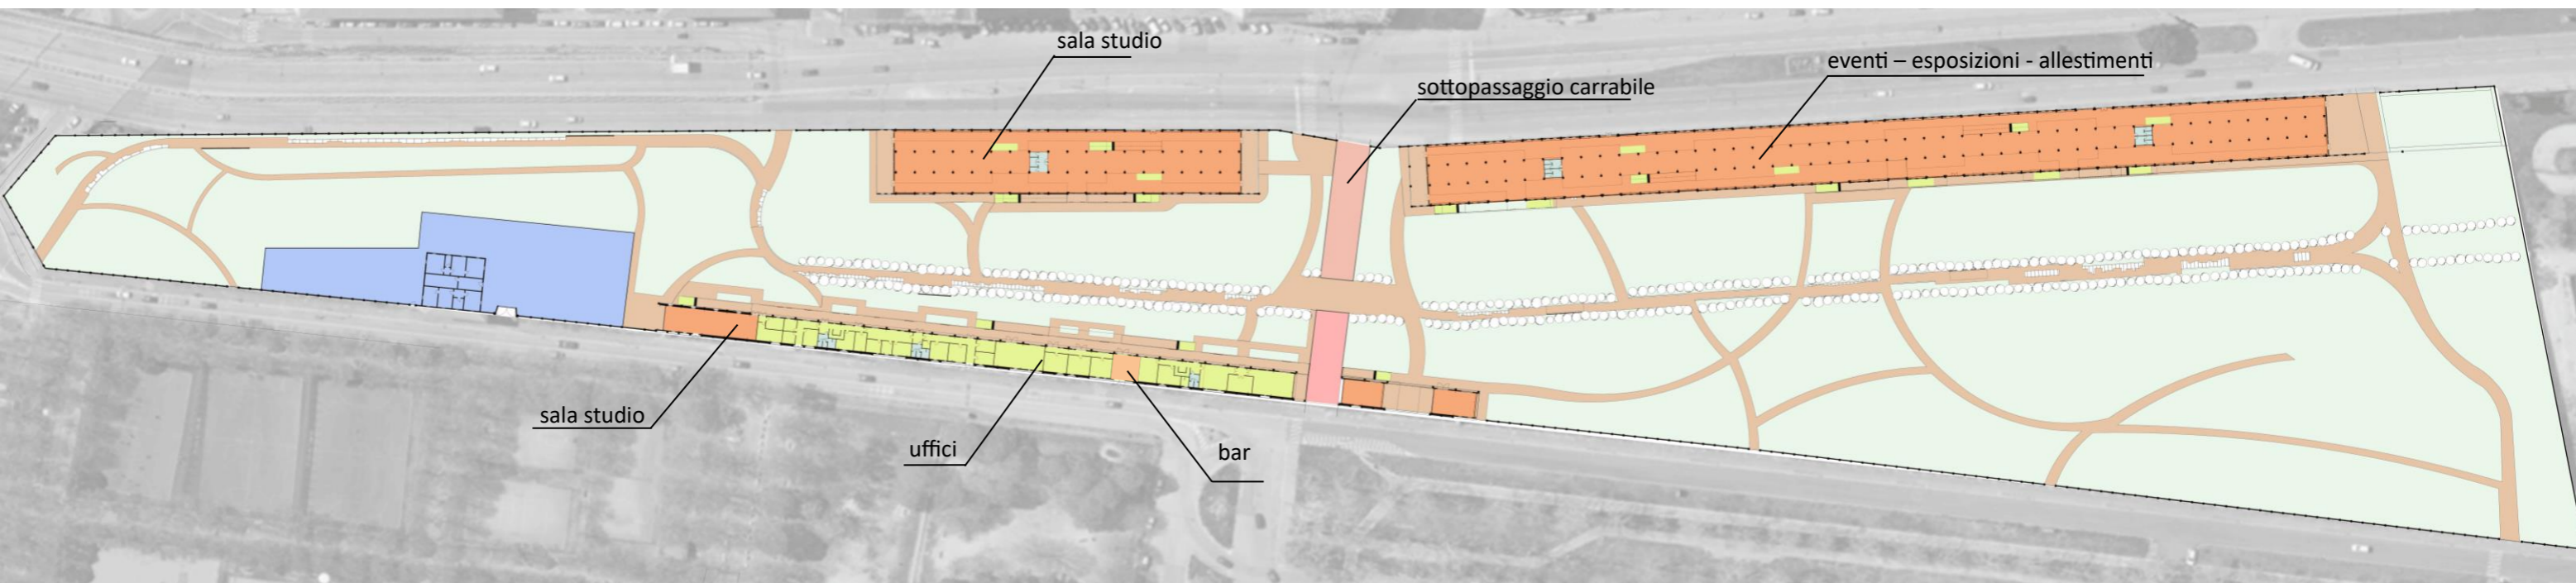 sala studio
eventi – esposizioni - allestimenti
sottopassaggio carrabile
sala studio
uffici
bar